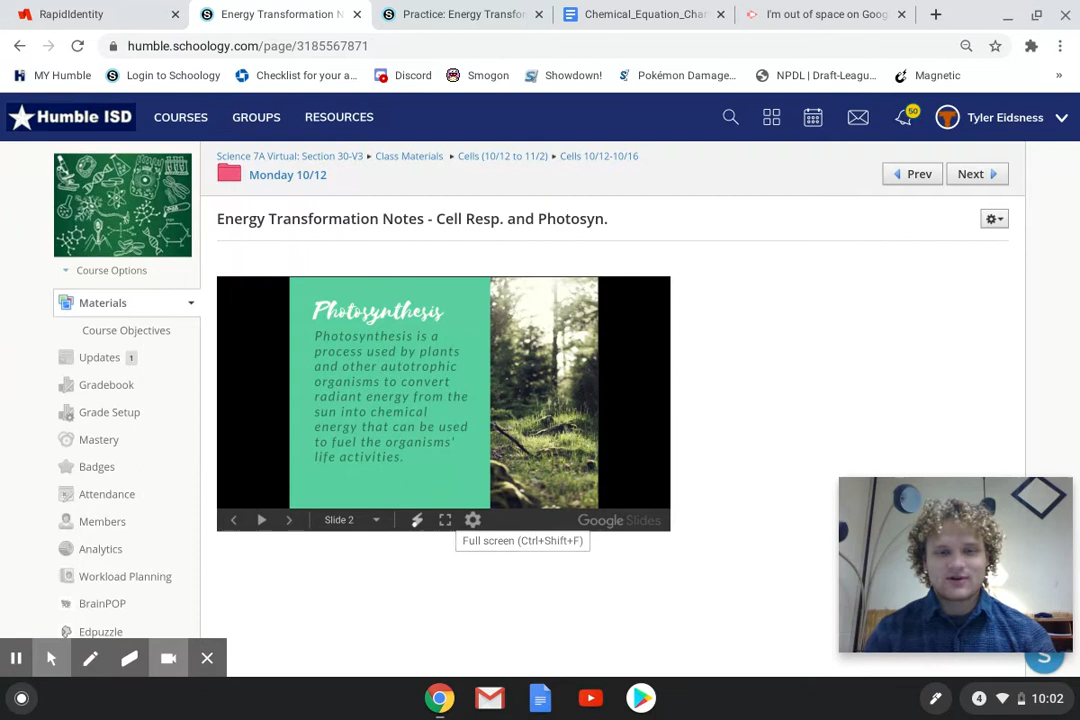 RapidIdentity
Energy Transformation N
Practice: Energy Transfo
Chemical_Equation_Chan
I'm out of space on Goog
humble.schoology.com/page/3185567871
MY Humble
Login to Schoology
Checklist for your a...
Discord
Smogon
Showdown!
Pokémon Damage...
NPDL | Draft-Leagu...
Magnetic
»
Humble ISD
COURSES
GROUPS
RESOURCES
50
Tyler Eidsness
Science 7A Virtual: Section 30-V3 ▸ Class Materials ▸ Cells (10/12 to 11/2) ▸ Cells 10/12-10/16
Monday 10/12
Prev
Next
Energy Transformation Notes - Cell Resp. and Photosyn.
Course Options
Materials
Course Objectives
Updates 1
Gradebook
Grade Setup
Mastery
Badges
Attendance
Members
Analytics
Workload Planning
BrainPOP
Edpuzzle
Photosynthesis
Photosynthesis is a
process used by plants
and other autotrophic
organisms to convert
radiant energy from the
sun into chemical
energy that can be used
to fuel the organisms'
life activities.
Slide 2
Google Slides
Full screen (Ctrl+Shift+F)
S
4
10:02